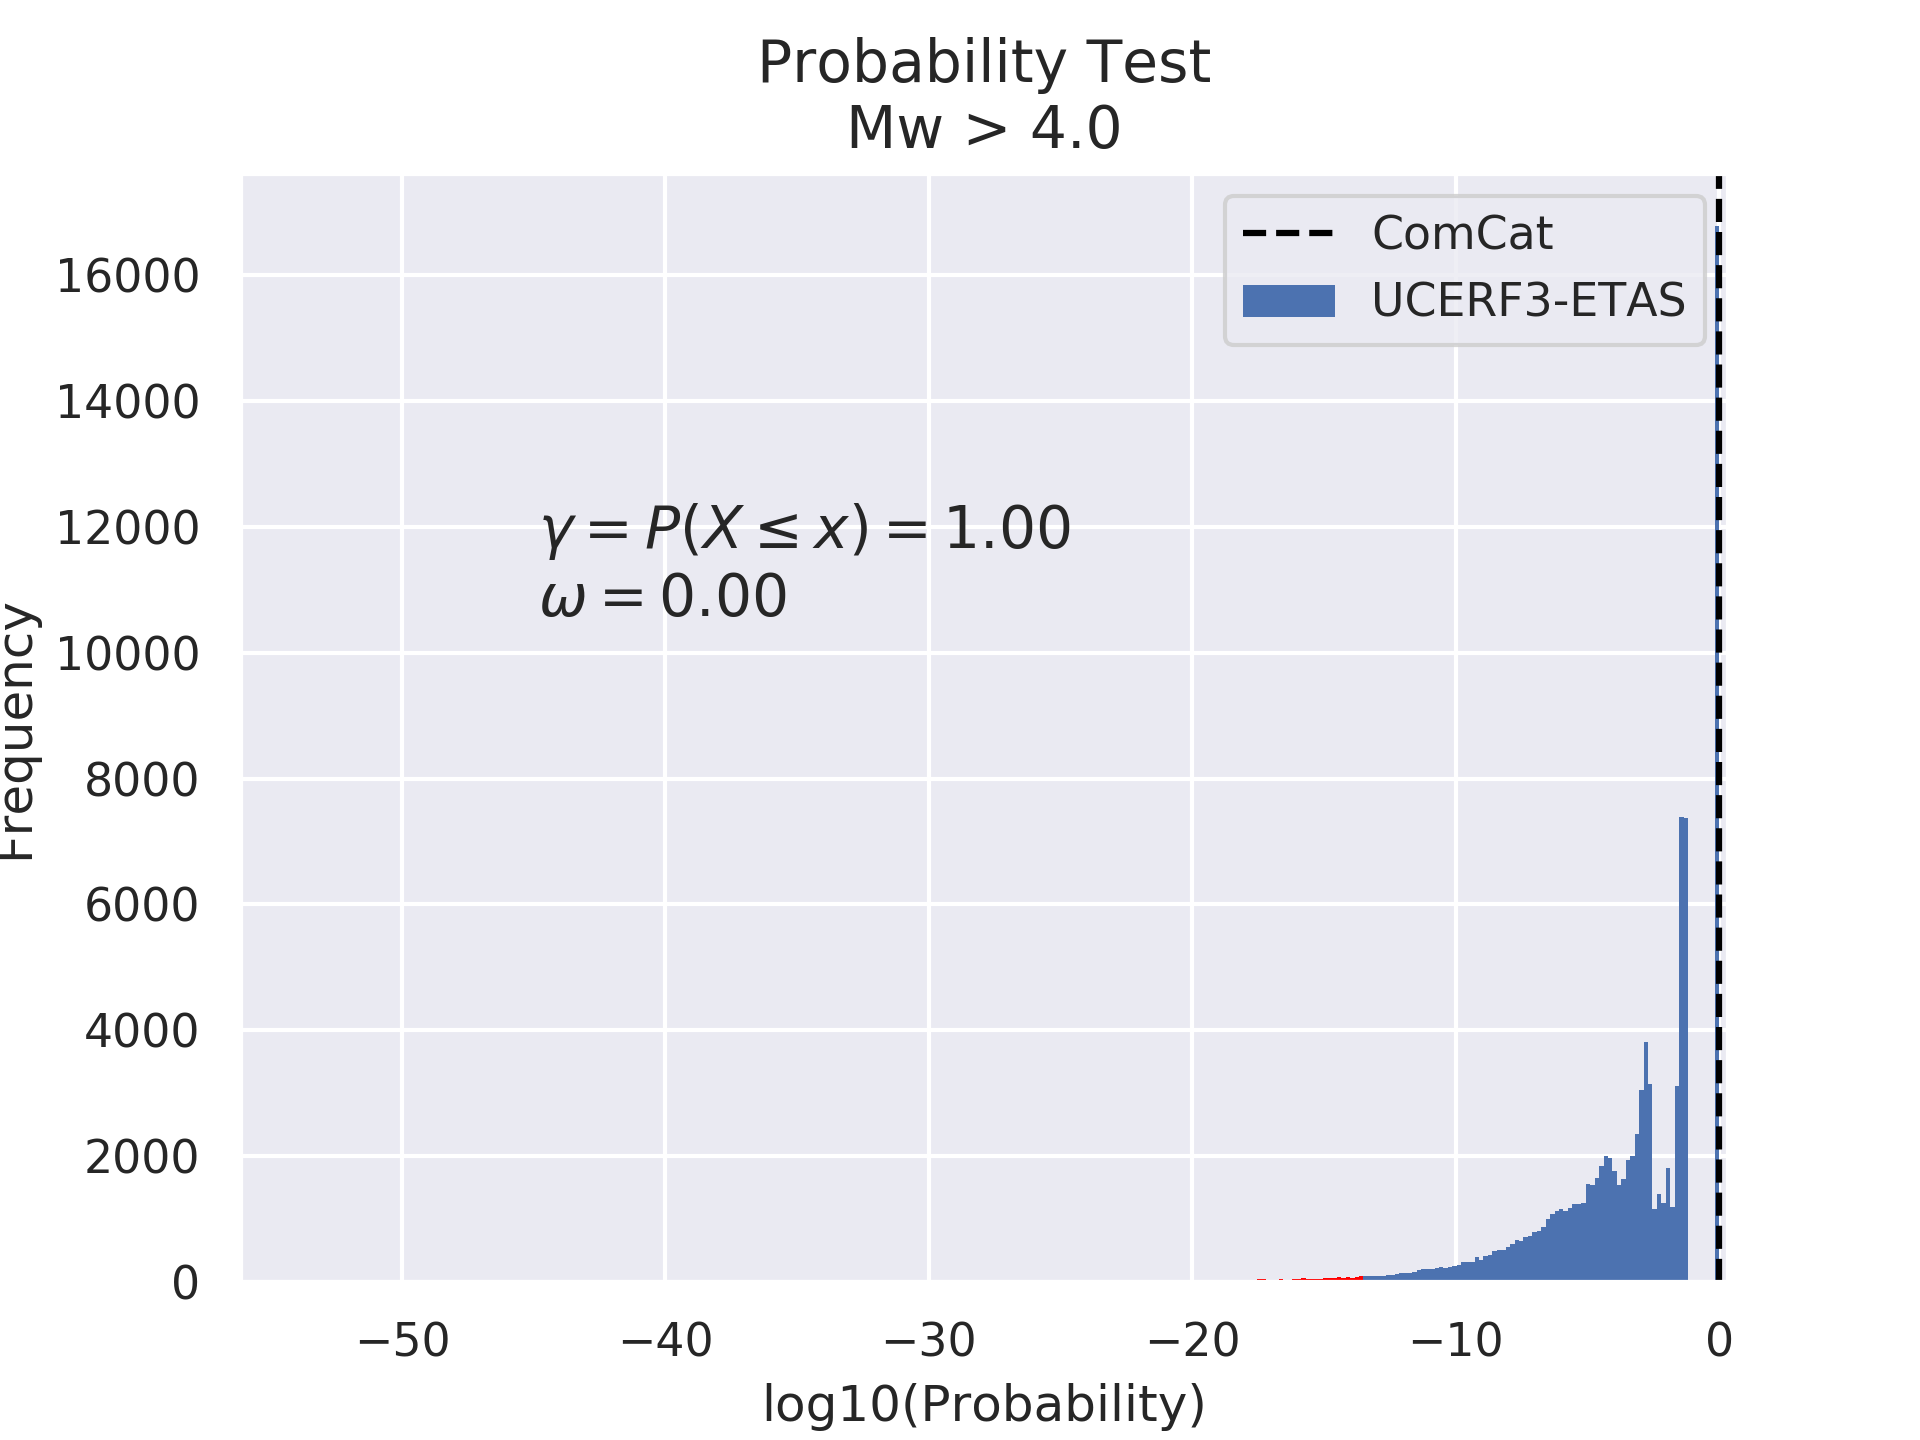 Probability Test
Mw > 4.0
ComCat
UCERF3-ETAS
16000
14000
12000
10000
8000
6000
4000
2000
0
Frequency
γ = P(X ≤ x) = 1.00
ω = 0.00
−50
−40
−30
−20
−10
0
log10(Probability)